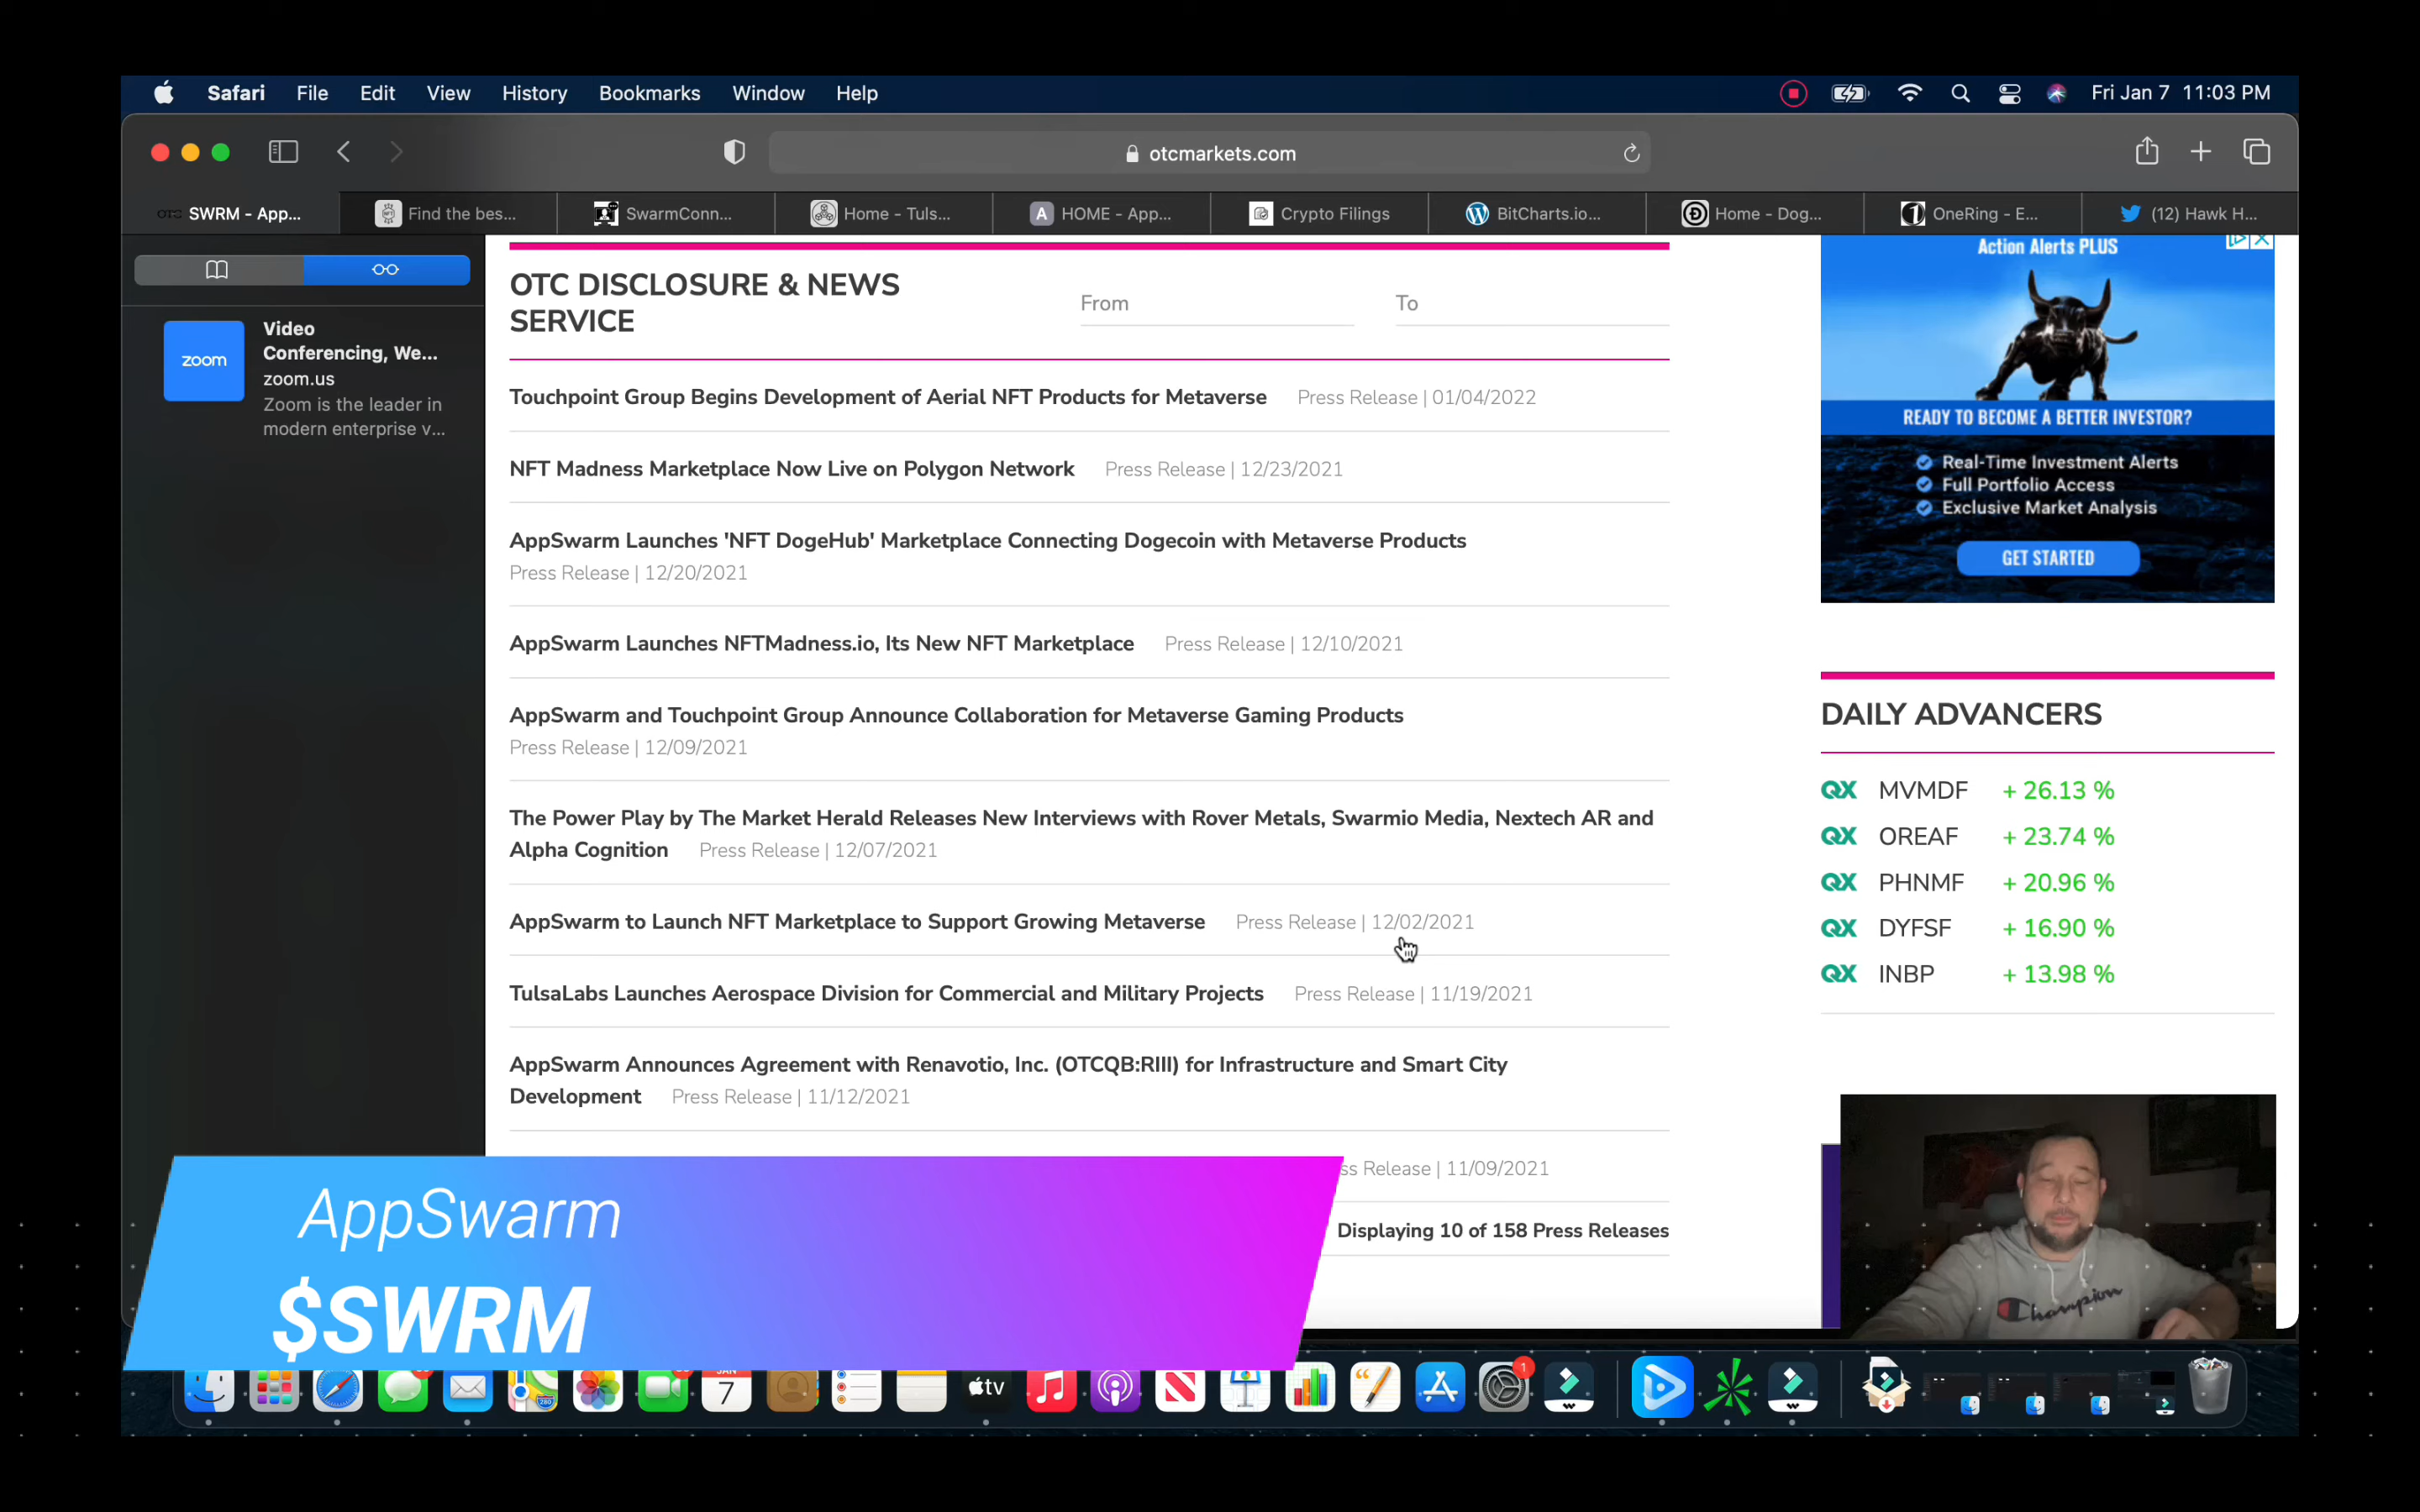 Safari File Edit View History Bookmarks Window Help Fri Jan 7 11:03 PM
otcmarkets.com
OTC SWRM - App... Find the bes... SwarmConn... Home - Tuls... A HOME - App... Crypto Filings BitCharts.io... Home - Dog... 1 OneRing - E... (12) Hawk H...
zoom
Video
Conferencing, We...
zoom.us
Zoom is the leader in
modern enterprise v...
OTC DISCLOSURE & NEWS
SERVICE
From To
Touchpoint Group Begins Development of Aerial NFT Products for Metaverse Press Release | 01/04/2022
NFT Madness Marketplace Now Live on Polygon Network Press Release | 12/23/2021
AppSwarm Launches 'NFT DogeHub' Marketplace Connecting Dogecoin with Metaverse Products
Press Release | 12/20/2021
AppSwarm Launches NFTMadness.io, Its New NFT Marketplace Press Release | 12/10/2021
AppSwarm and Touchpoint Group Announce Collaboration for Metaverse Gaming Products
Press Release | 12/09/2021
The Power Play by The Market Herald Releases New Interviews with Rover Metals, Swarmio Media, Nextech AR and
Alpha Cognition Press Release | 12/07/2021
AppSwarm to Launch NFT Marketplace to Support Growing Metaverse Press Release | 12/02/2021
TulsaLabs Launches Aerospace Division for Commercial and Military Projects Press Release | 11/19/2021
AppSwarm Announces Agreement with Renavotio, Inc. (OTCQB:RIII) for Infrastructure and Smart City
Development Press Release | 11/12/2021
ss Release | 11/09/2021
Displaying 10 of 158 Press Releases
Action Alerts PLUS
READY TO BECOME A BETTER INVESTOR?
Real-Time Investment Alerts
Full Portfolio Access
Exclusive Market Analysis
GET STARTED
DAILY ADVANCERS
QX MVMDF + 26.13 %
QX OREAF + 23.74 %
QX PHNMF + 20.96 %
QX DYFSF + 16.90 %
QX INBP + 13.98 %
Champion
AppSwarm
$SWRM
JAN
7
tv
1